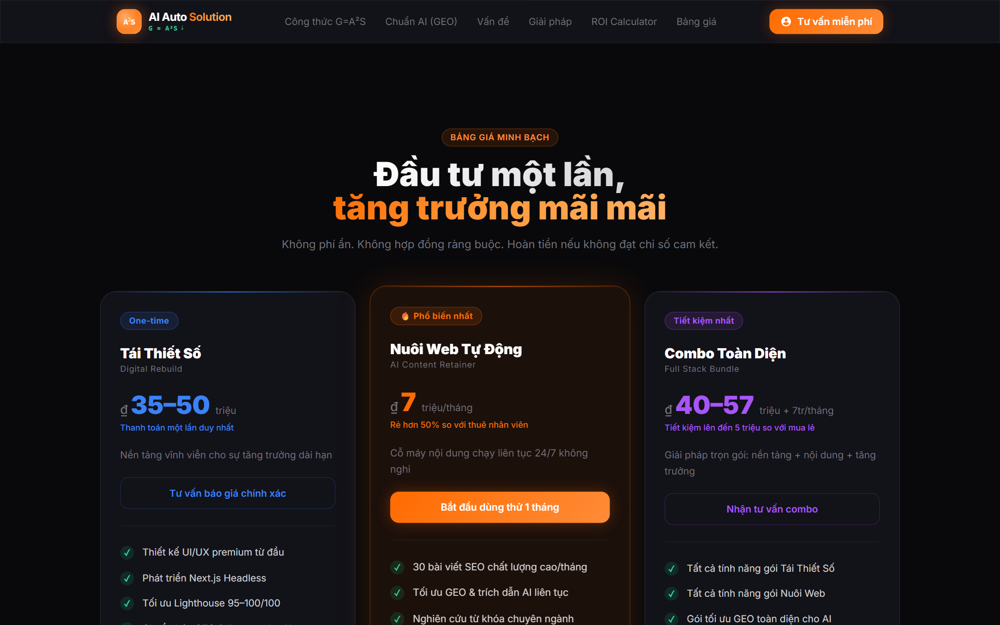 A²S
AI Auto Solution
G = A²S ↓
Công thức G=A²S
Chuẩn AI (GEO)
Vấn đề
Giải pháp
ROI Calculator
Bảng giá
Tư vấn miễn phí
BẢNG GIÁ MINH BẠCH
Đầu tư một lần,
tăng trưởng mãi mãi
Không phí ẩn. Không hợp đồng ràng buộc. Hoàn tiền nếu không đạt chỉ số cam kết.
One-time
Tái Thiết Số
Digital Rebuild
₫ 35–50 triệu
Thanh toán một lần duy nhất
Nền tảng vĩnh viễn cho sự tăng trưởng dài hạn
Tư vấn báo giá chính xác
✓ Thiết kế UI/UX premium từ đầu
✓ Phát triển Next.js Headless
✓ Tối ưu Lighthouse 95–100/100
🔥 Phổ biến nhất
Nuôi Web Tự Động
AI Content Retainer
₫ 7 triệu/tháng
Rẻ hơn 50% so với thuê nhân viên
Cỗ máy nội dung chạy liên tục 24/7 không
nghỉ
Bắt đầu dùng thử 1 tháng
✓ 30 bài viết SEO chất lượng cao/tháng
✓ Tối ưu GEO & trích dẫn AI liên tục
✓ Nghiên cứu từ khóa chuyên ngành
Tiết kiệm nhất
Combo Toàn Diện
Full Stack Bundle
₫ 40–57 triệu + 7tr/tháng
Tiết kiệm lên đến 5 triệu so với mua lẻ
Giải pháp trọn gói: nền tảng + nội dung + tăng
trưởng
Nhận tư vấn combo
✓ Tất cả tính năng gói Tái Thiết Số
✓ Tất cả tính năng gói Nuôi Web
✓ Gói tối ưu GEO toàn diện cho AI